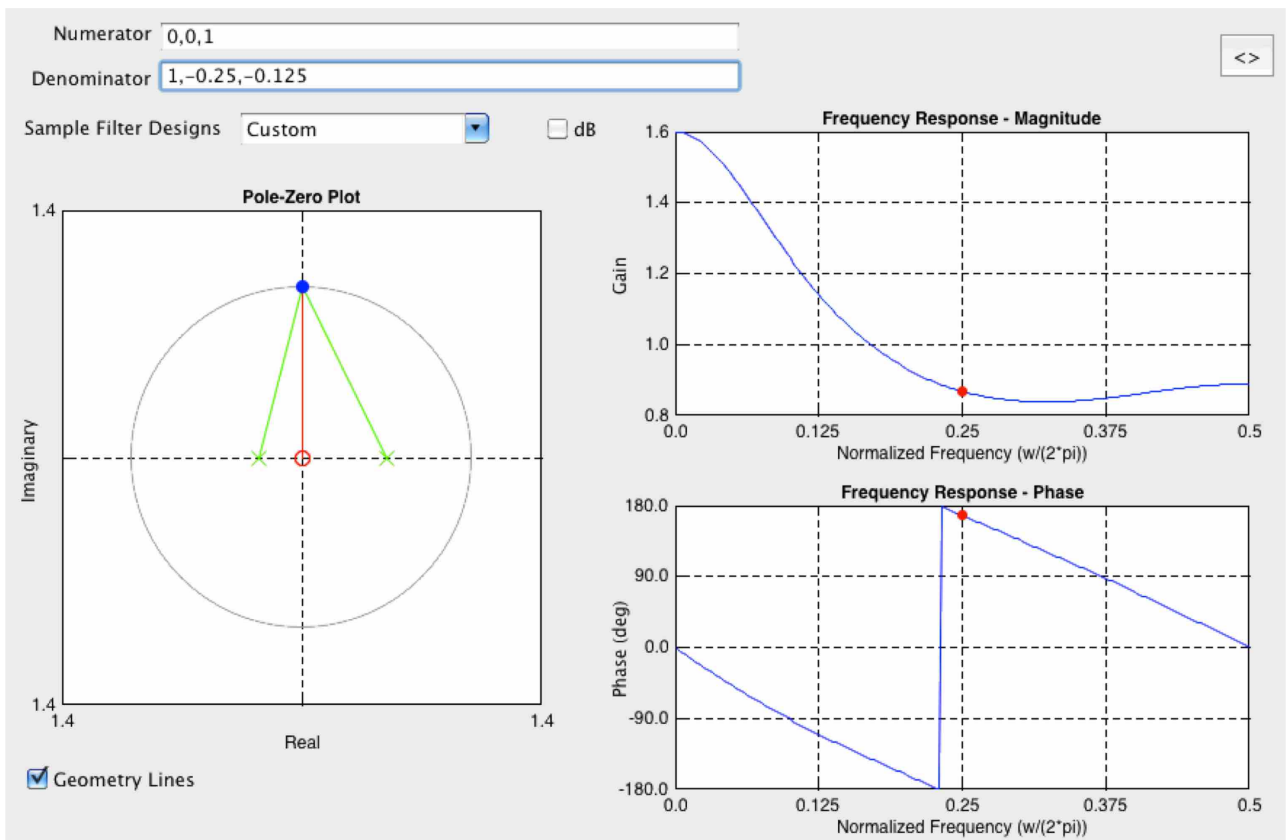 Numerator 0,0,1
Denominator 1,−0.25,−0.125
<>
Sample Filter Designs Custom dB
Frequency Response - Magnitude
1.6
1.4
1.2
1.0
0.8
Gain
0.0 0.125 0.25 0.375 0.5
Normalized Frequency (w/(2*pi))
Pole-Zero Plot
1.4
Imaginary
1.4
1.4 1.4
Real
Geometry Lines
Frequency Response - Phase
180.0
90.0
0.0
-90.0
-180.0
Phase (deg)
0.0 0.125 0.25 0.375 0.5
Normalized Frequency (w/(2*pi))